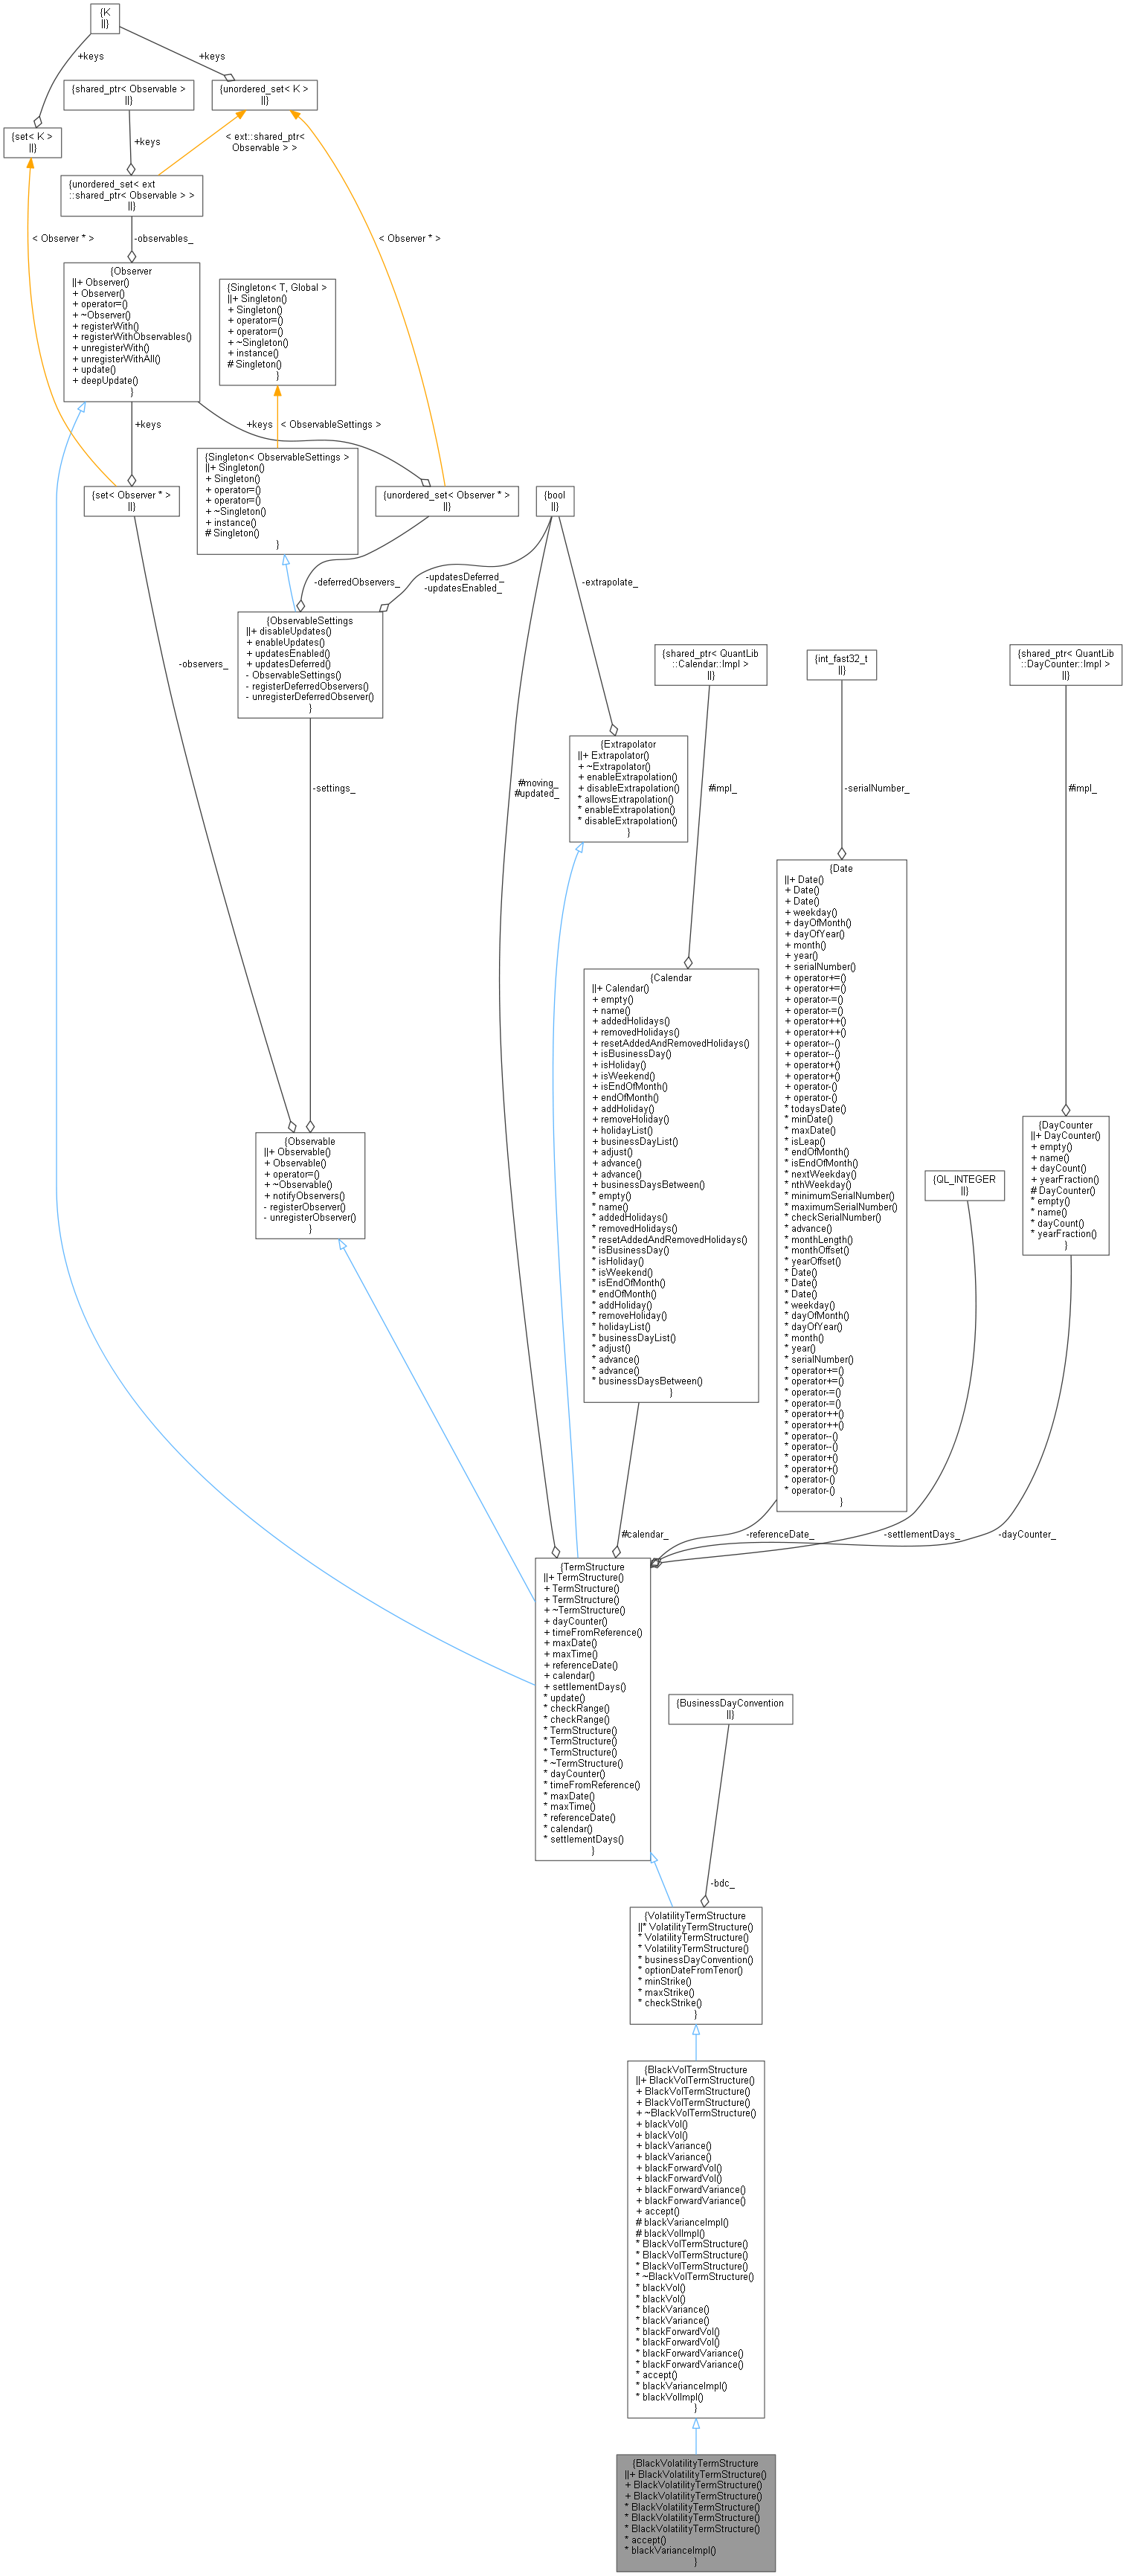 {K
||}
+keys
+keys
{shared_ptr< Observable >
||}
{unordered_set< K >
||}
{set< K >
||}
+keys
< ext::shared_ptr<
Observable > >
{unordered_set< ext
::shared_ptr< Observable > >
||}
< Observer * >
-observables_
< Observer * >
{Observer
||+ Observer()
+ Observer()
+ operator=()
+ ~Observer()
+ registerWith()
+ registerWithObservables()
+ unregisterWith()
+ unregisterWithAll()
+ update()
+ deepUpdate()
}
{Singleton< T, Global >
||+ Singleton()
+ Singleton()
+ operator=()
+ operator=()
+ ~Singleton()
+ instance()
# Singleton()
}
+keys
+keys
< ObservableSettings >
{Singleton< ObservableSettings >
||+ Singleton()
+ Singleton()
+ operator=()
+ operator=()
+ ~Singleton()
+ instance()
# Singleton()
}
{set< Observer * >
||}
{unordered_set< Observer * >
||}
{bool
||}
-deferredObservers_
-updatesDeferred_
-updatesEnabled_
-extrapolate_
{ObservableSettings
||+ disableUpdates()
+ enableUpdates()
+ updatesEnabled()
+ updatesDeferred()
- ObservableSettings()
- registerDeferredObservers()
- unregisterDeferredObserver()
}
-observers_
{shared_ptr< QuantLib
::Calendar::Impl >
||}
{int_fast32_t
||}
{shared_ptr< QuantLib
::DayCounter::Impl >
||}
{Extrapolator
||+ Extrapolator()
+ ~Extrapolator()
+ enableExtrapolation()
+ disableExtrapolation()
* allowsExtrapolation()
* enableExtrapolation()
* disableExtrapolation()
}
-settings_
#moving_
#updated_
#impl_
-serialNumber_
#impl_
{Date
||+ Date()
+ Date()
+ Date()
+ weekday()
+ dayOfMonth()
+ dayOfYear()
+ month()
+ year()
+ serialNumber()
+ operator+=()
+ operator+=()
+ operator-=()
+ operator-=()
+ operator++()
+ operator++()
+ operator--()
+ operator--()
+ operator+()
+ operator+()
+ operator-()
+ operator-()
* todaysDate()
* minDate()
* maxDate()
* isLeap()
* endOfMonth()
* isEndOfMonth()
* nextWeekday()
* nthWeekday()
* minimumSerialNumber()
* maximumSerialNumber()
* checkSerialNumber()
* advance()
* monthLength()
* monthOffset()
* yearOffset()
* Date()
* Date()
* Date()
* weekday()
* dayOfMonth()
* dayOfYear()
* month()
* year()
* serialNumber()
* operator+=()
* operator+=()
* operator-=()
* operator-=()
* operator++()
* operator++()
* operator--()
* operator--()
* operator+()
* operator+()
* operator-()
* operator-()
}
{Calendar
||+ Calendar()
+ empty()
+ name()
+ addedHolidays()
+ removedHolidays()
+ resetAddedAndRemovedHolidays()
+ isBusinessDay()
+ isHoliday()
+ isWeekend()
+ isEndOfMonth()
+ endOfMonth()
+ addHoliday()
+ removeHoliday()
+ holidayList()
+ businessDayList()
+ adjust()
+ advance()
+ advance()
+ businessDaysBetween()
* empty()
* name()
* addedHolidays()
* removedHolidays()
* resetAddedAndRemovedHolidays()
* isBusinessDay()
* isHoliday()
* isWeekend()
* isEndOfMonth()
* endOfMonth()
* addHoliday()
* removeHoliday()
* holidayList()
* businessDayList()
* adjust()
* advance()
* advance()
* businessDaysBetween()
}
{DayCounter
||+ DayCounter()
+ empty()
+ name()
+ dayCount()
+ yearFraction()
# DayCounter()
* empty()
* name()
* dayCount()
* yearFraction()
}
{Observable
||+ Observable()
+ Observable()
+ operator=()
+ ~Observable()
+ notifyObservers()
- registerObserver()
- unregisterObserver()
}
{QL_INTEGER
||}
#calendar_
-referenceDate_
-settlementDays_
-dayCounter_
{TermStructure
||+ TermStructure()
+ TermStructure()
+ TermStructure()
+ ~TermStructure()
+ dayCounter()
+ timeFromReference()
+ maxDate()
+ maxTime()
+ referenceDate()
+ calendar()
+ settlementDays()
* update()
* checkRange()
* checkRange()
* TermStructure()
* TermStructure()
* TermStructure()
* ~TermStructure()
* dayCounter()
* timeFromReference()
* maxDate()
* maxTime()
* referenceDate()
* calendar()
* settlementDays()
}
{BusinessDayConvention
||}
-bdc_
{VolatilityTermStructure
||* VolatilityTermStructure()
* VolatilityTermStructure()
* VolatilityTermStructure()
* businessDayConvention()
* optionDateFromTenor()
* minStrike()
* maxStrike()
* checkStrike()
}
{BlackVolTermStructure
||+ BlackVolTermStructure()
+ BlackVolTermStructure()
+ BlackVolTermStructure()
+ ~BlackVolTermStructure()
+ blackVol()
+ blackVol()
+ blackVariance()
+ blackVariance()
+ blackForwardVol()
+ blackForwardVol()
+ blackForwardVariance()
+ blackForwardVariance()
+ accept()
# blackVarianceImpl()
# blackVolImpl()
* BlackVolTermStructure()
* BlackVolTermStructure()
* BlackVolTermStructure()
* ~BlackVolTermStructure()
* blackVol()
* blackVol()
* blackVariance()
* blackVariance()
* blackForwardVol()
* blackForwardVol()
* blackForwardVariance()
* blackForwardVariance()
* accept()
* blackVarianceImpl()
* blackVolImpl()
}
{BlackVolatilityTermStructure
||+ BlackVolatilityTermStructure()
+ BlackVolatilityTermStructure()
+ BlackVolatilityTermStructure()
* BlackVolatilityTermStructure()
* BlackVolatilityTermStructure()
* BlackVolatilityTermStructure()
* accept()
* blackVarianceImpl()
}